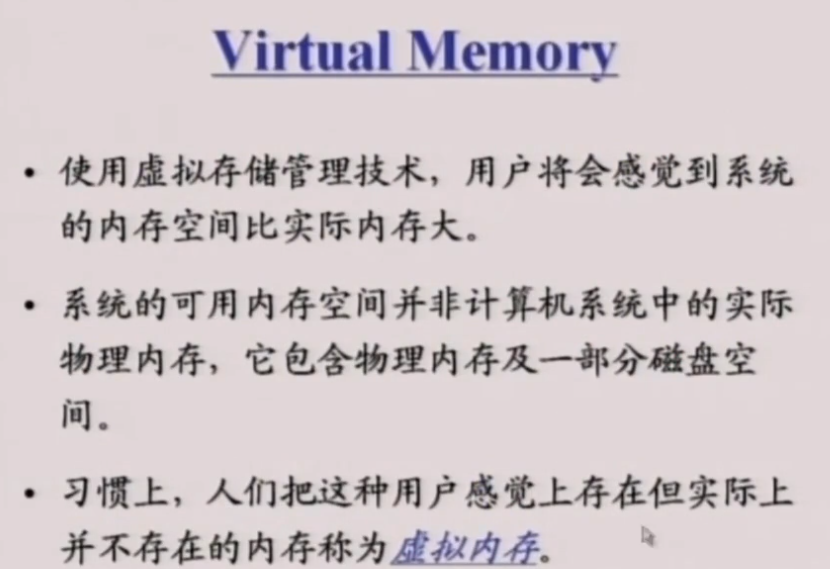 Virtual Memory
• 使用虚拟存储管理技术，用户将会感觉到系统
的内存空间比实际内存大。
• 系统的可用内存空间并非计算机系统中的实际
物理内存，它包含物理内存及一部分磁盘空
间。
• 习惯上，人们把这种用户感觉上存在但实际上
并不存在的内存称为虚拟内存。